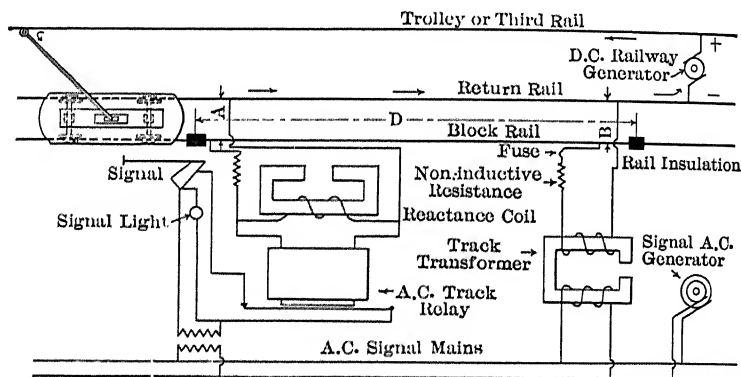 Trolley or Third Rail
+
D.C. Railway
Generator
Return Rail
−
A
D
B
Block Rail
Fuse
Rail Insulation
Signal
Non-inductive
Resistance
Signal Light
Reactance Coil
Track
Transformer
Signal A.C.
Generator
A.C. Track
Relay
A.C. Signal Mains